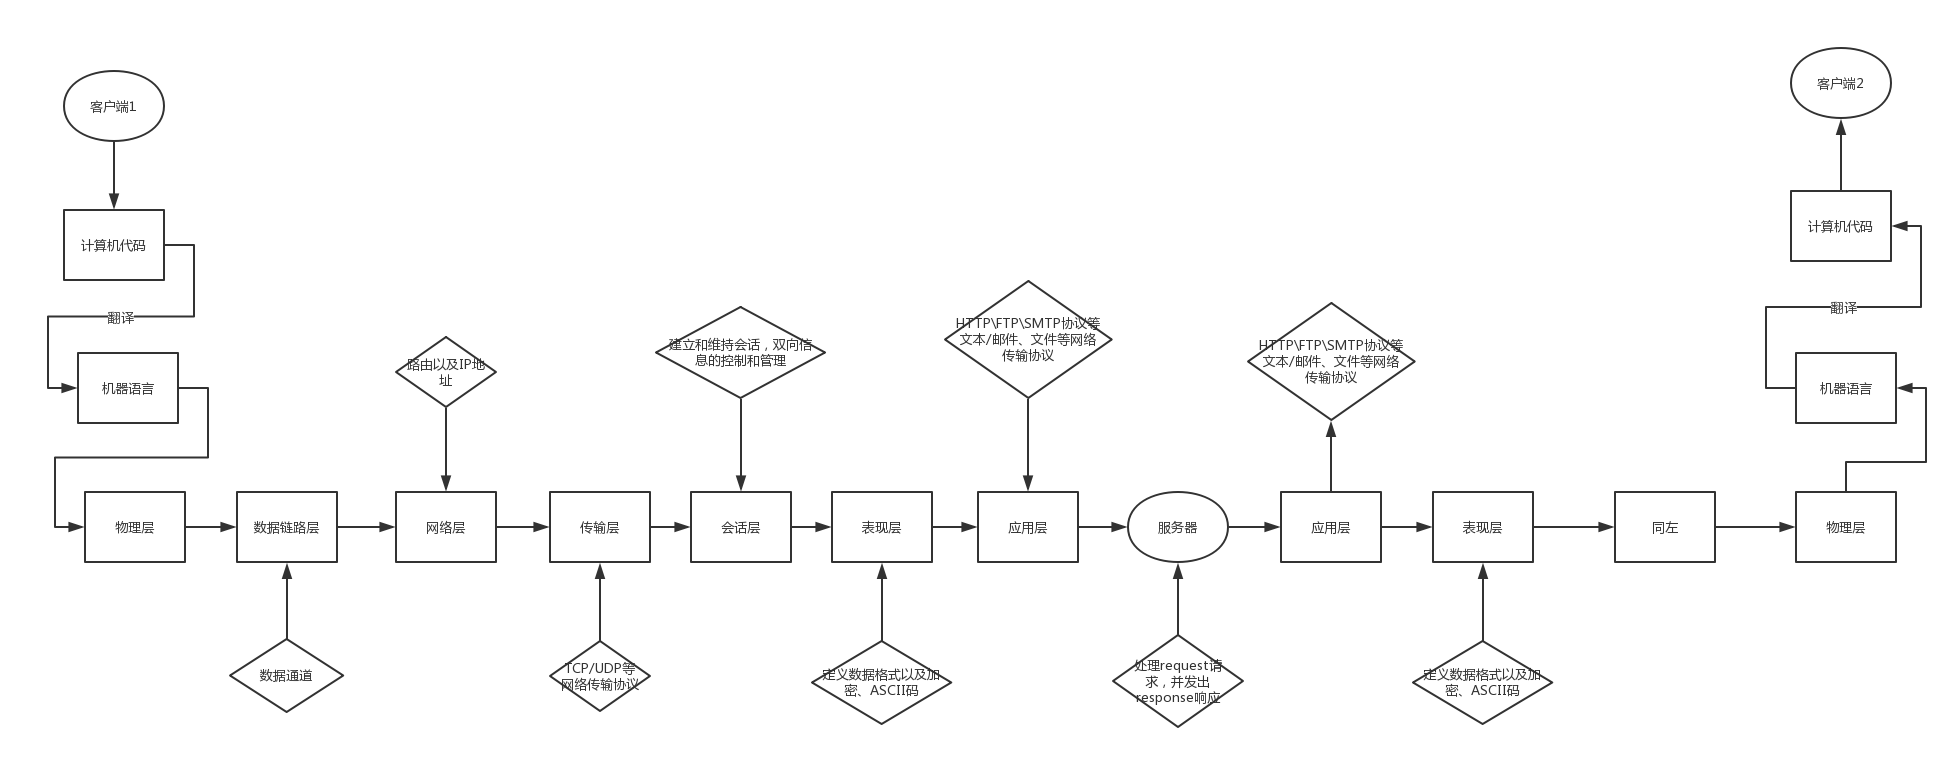 客户端1
客户端2
计算机代码
计算机代码
翻译
翻译
机器语言
机器语言
路由以及IP地
址
建立和维持会话，双向信
息的控制和管理
HTTP\FTP\SMTP协议等
文本/邮件、文件等网络
传输协议
HTTP\FTP\SMTP协议等
文本/邮件、文件等网络
传输协议
物理层
数据链路层
网络层
传输层
会话层
表现层
应用层
服务器
应用层
表现层
同左
物理层
数据通道
TCP/UDP等
网络传输协议
定义数据格式以及加
密、ASCII码
处理request请
求，并发出
response响应
定义数据格式以及加
密、ASCII码